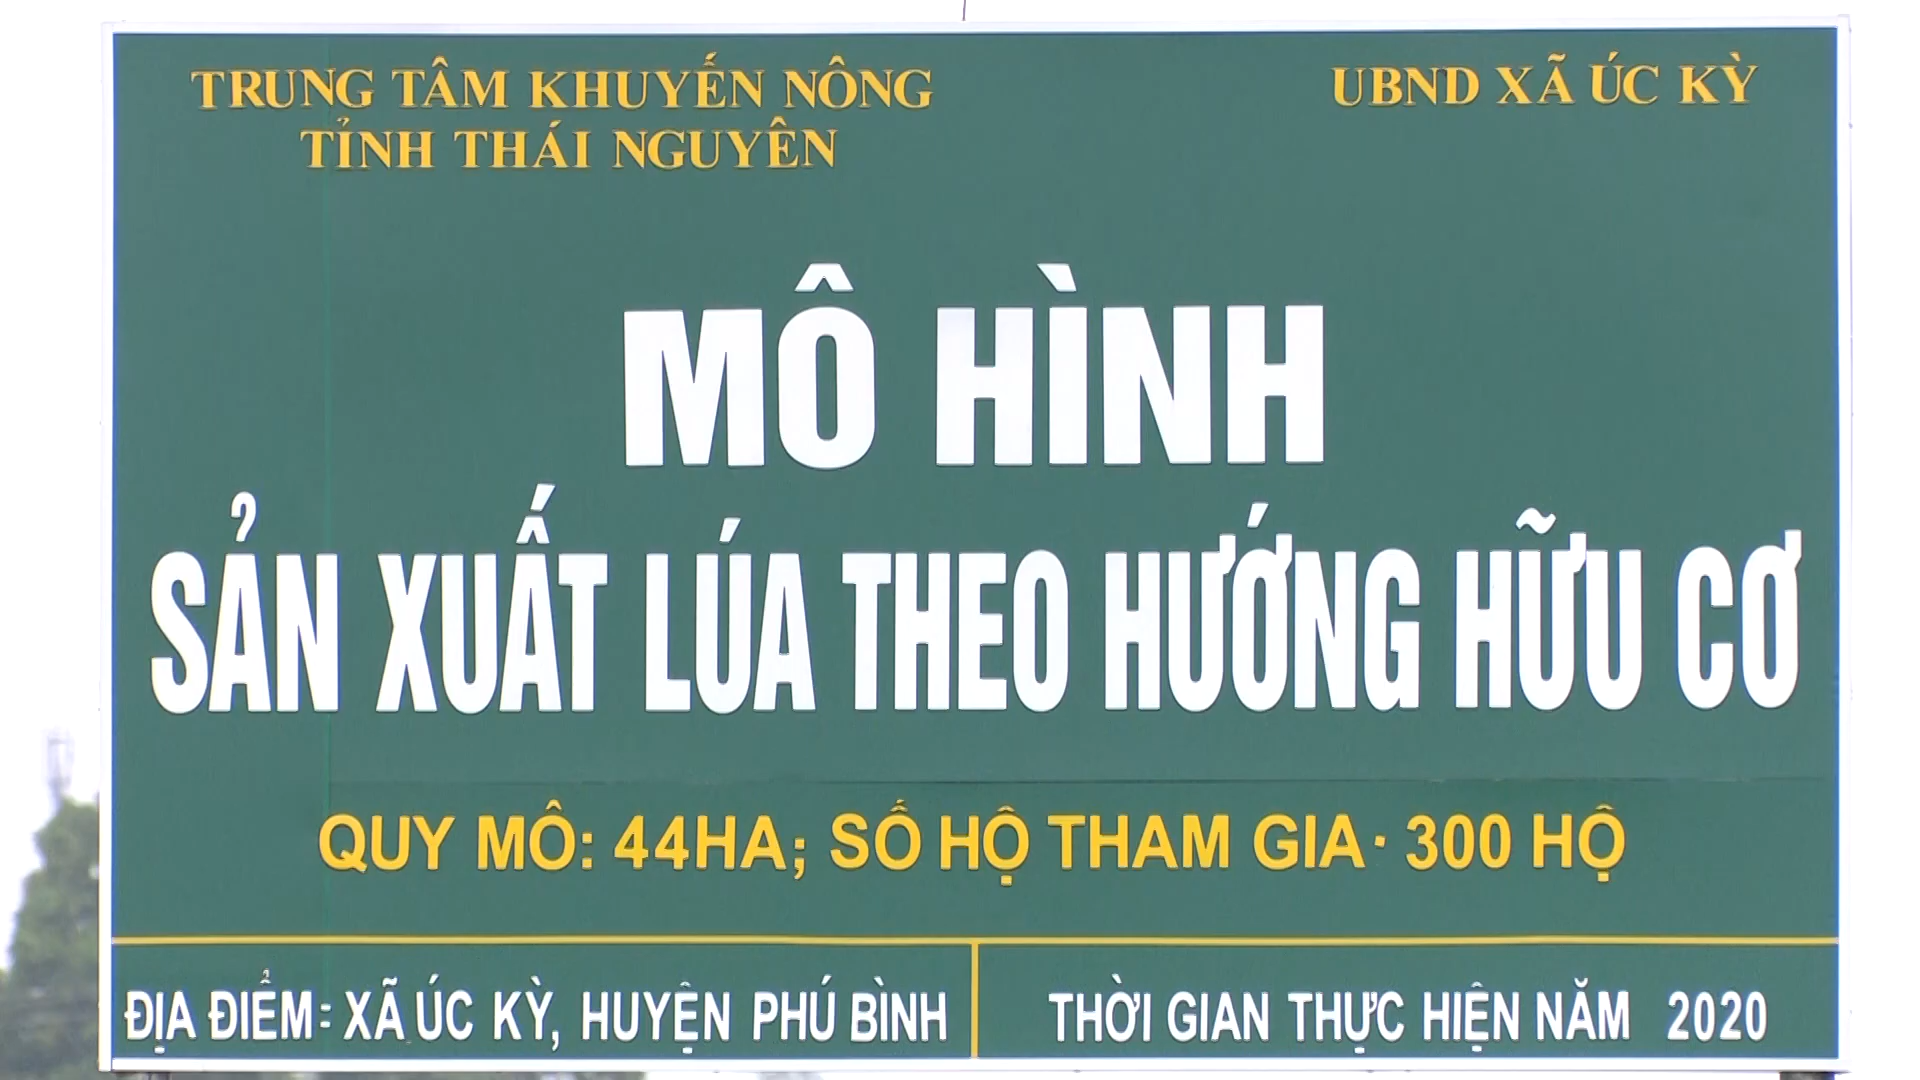 TRUNG TÂM KHUYẾN NÔNG
TỈNH THÁI NGUYÊN
UBND XÃ ÚC KỲ
MÔ HÌNH
SẢN XUẤT LÚA THEO HƯỚNG HỮU CƠ
QUY MÔ: 44HA; SỐ HỘ THAM GIA· 300 HỘ
ĐỊA ĐIỂM: XÃ ÚC KỲ, HUYỆN PHÚ BÌNH
THỜI GIAN THỰC HIỆN NĂM 2020